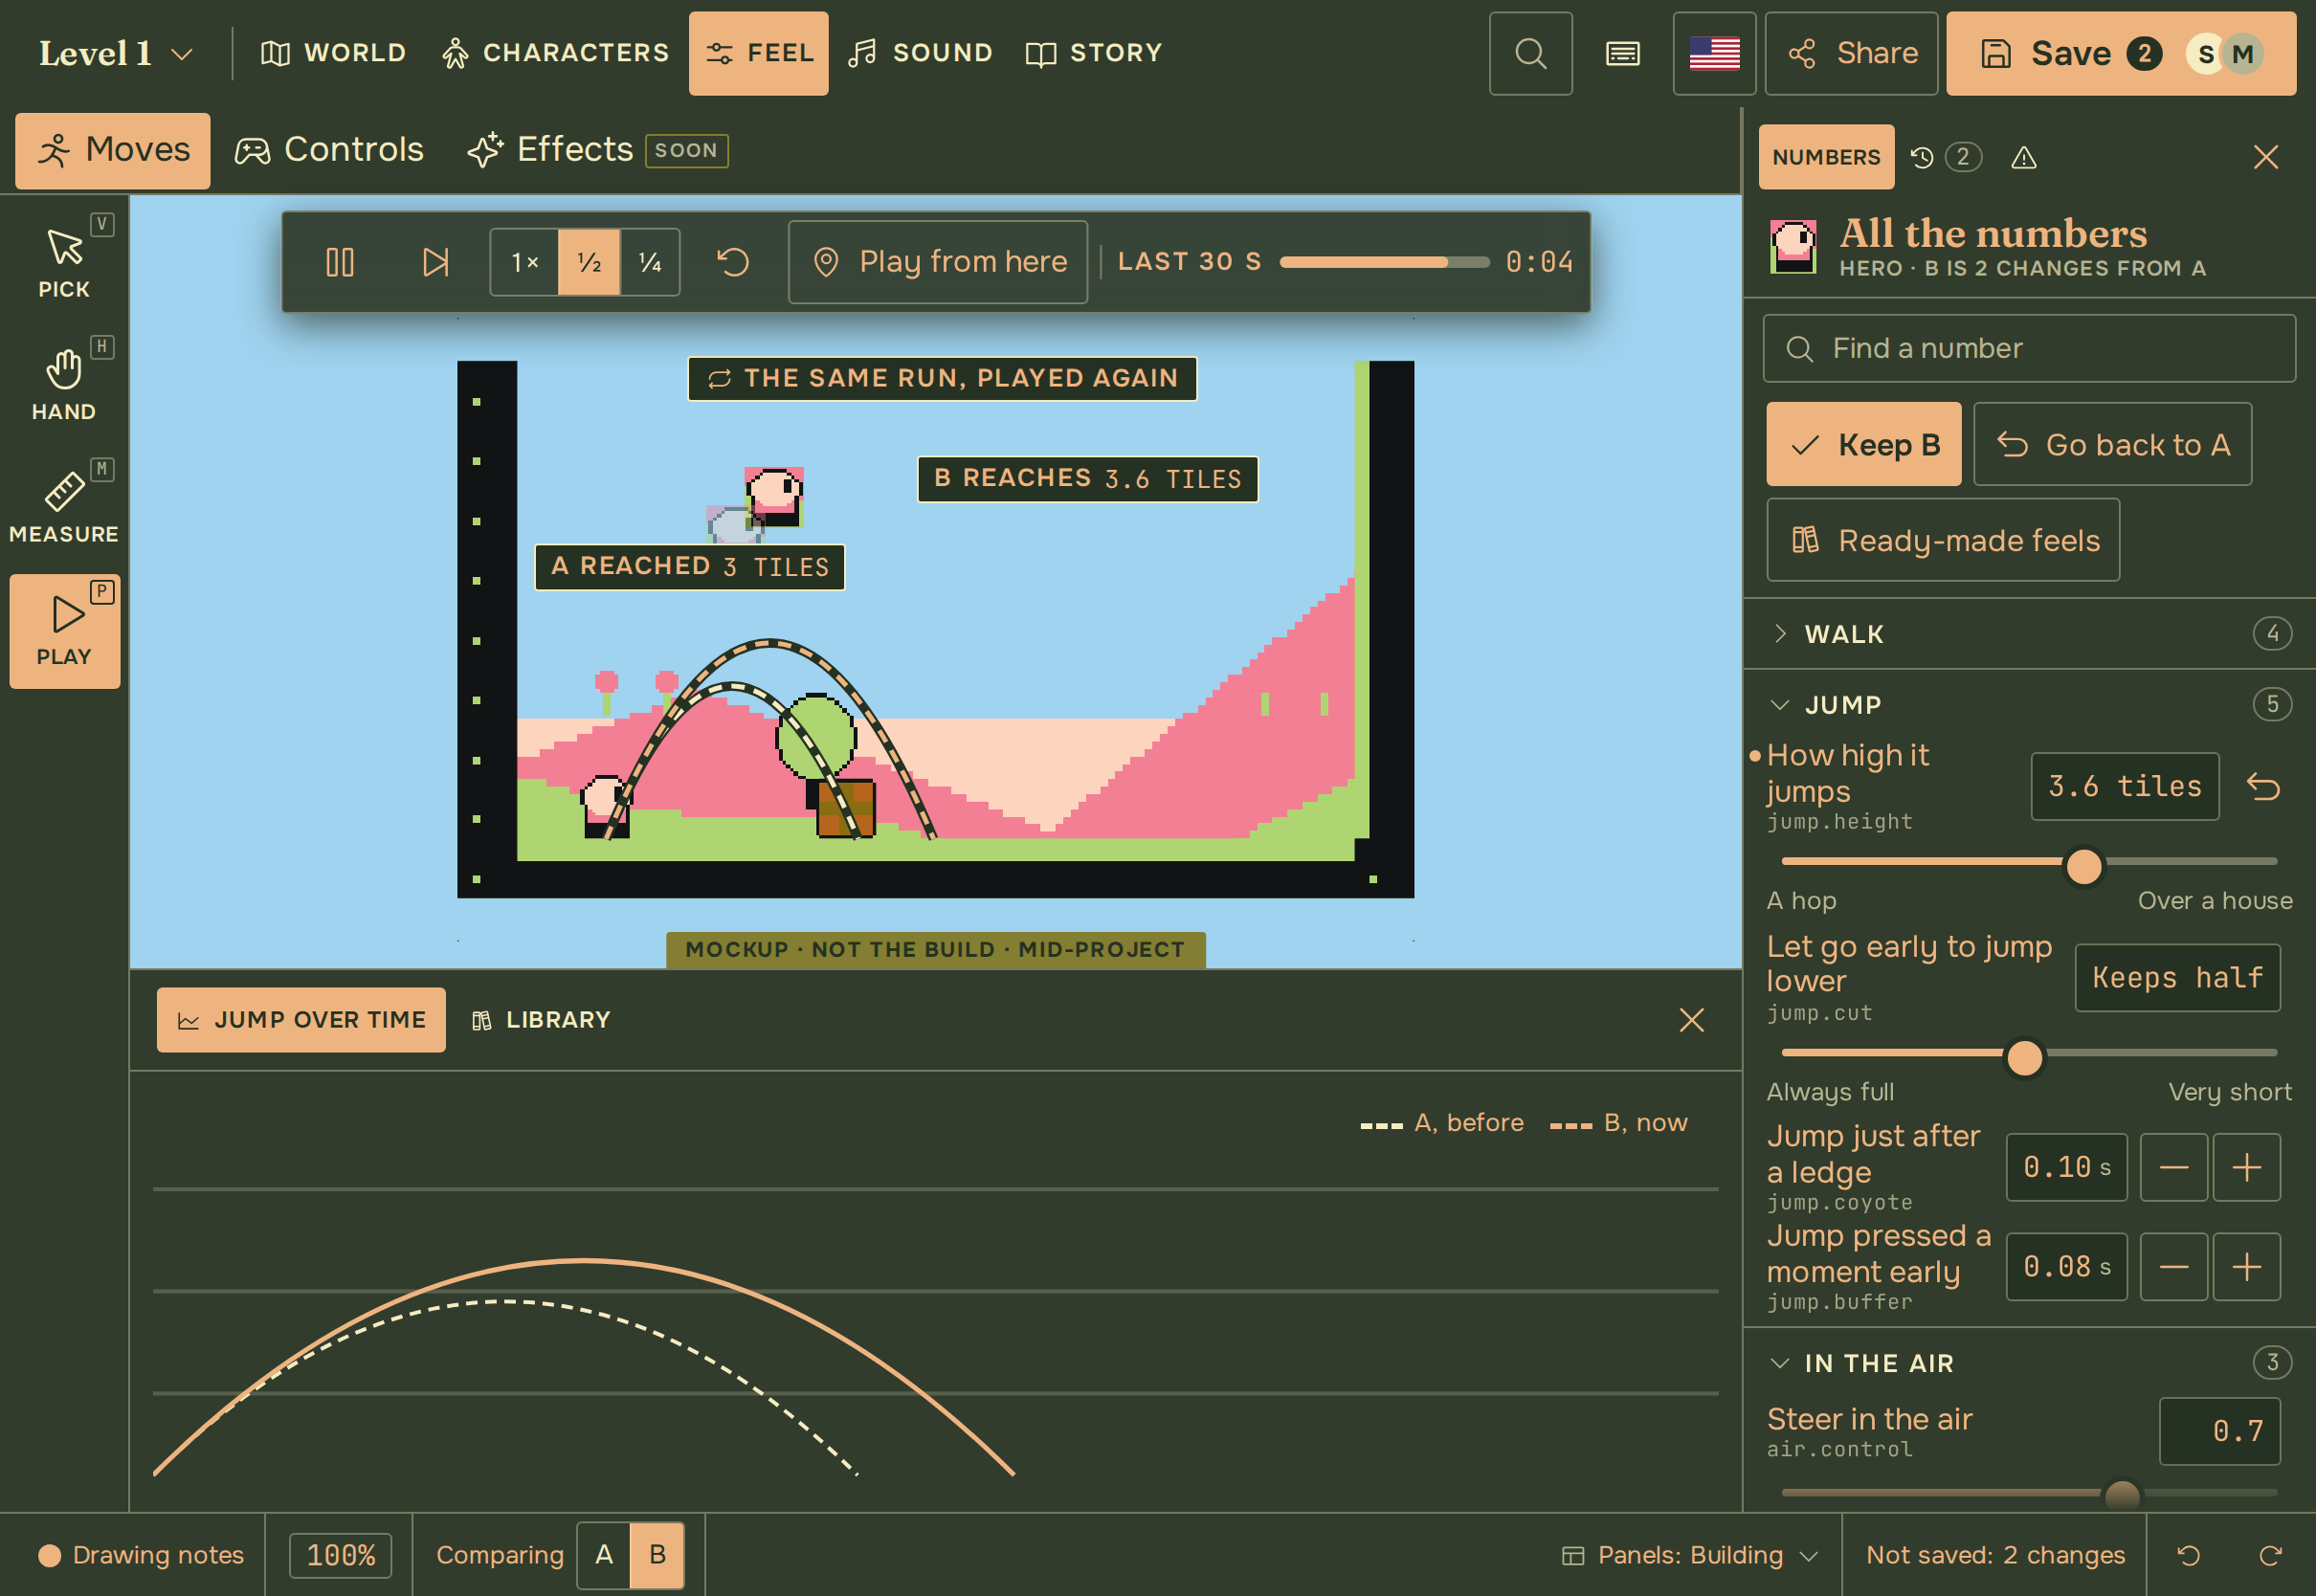 Level 1
WORLD
CHARACTERS
FEEL
SOUND
STORY
Share
Save 2
S
M
Moves
Controls
Effects SOON
NUMBERS
2
PICK V
HAND H
MEASURE M
PLAY P
1×
½
¼
Play from here
LAST 30 S
0:04
All the numbers
HERO · B IS 2 CHANGES FROM A
Find a number
Keep B
Go back to A
Ready-made feels
THE SAME RUN, PLAYED AGAIN
B REACHES 3.6 TILES
A REACHED 3 TILES
MOCKUP · NOT THE BUILD · MID-PROJECT
WALK
4
JUMP
5
How high it
jumps
jump.height
3.6 tiles
A hop
Over a house
Let go early to jump
lower
jump.cut
Keeps half
Always full
Very short
Jump just after
a ledge
jump.coyote
0.10 s
Jump pressed a
moment early
jump.buffer
0.08 s
IN THE AIR
3
Steer in the air
air.control
0.7
JUMP OVER TIME
LIBRARY
A, before
B, now
Drawing notes
100%
Comparing
A
B
Panels: Building
Not saved: 2 changes